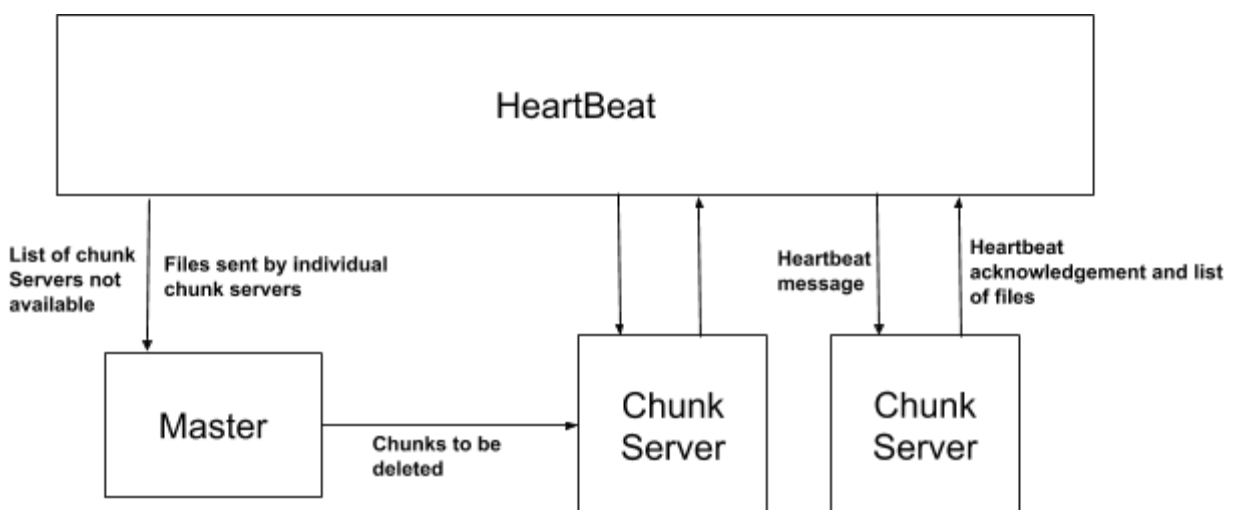 HeartBeat
List of chunk
Servers not
available
Files sent by individual
chunk servers
Heartbeat
message
Heartbeat
acknowledgement and list
of files
Master
Chunks to be
deleted
Chunk
Server
Chunk
Server